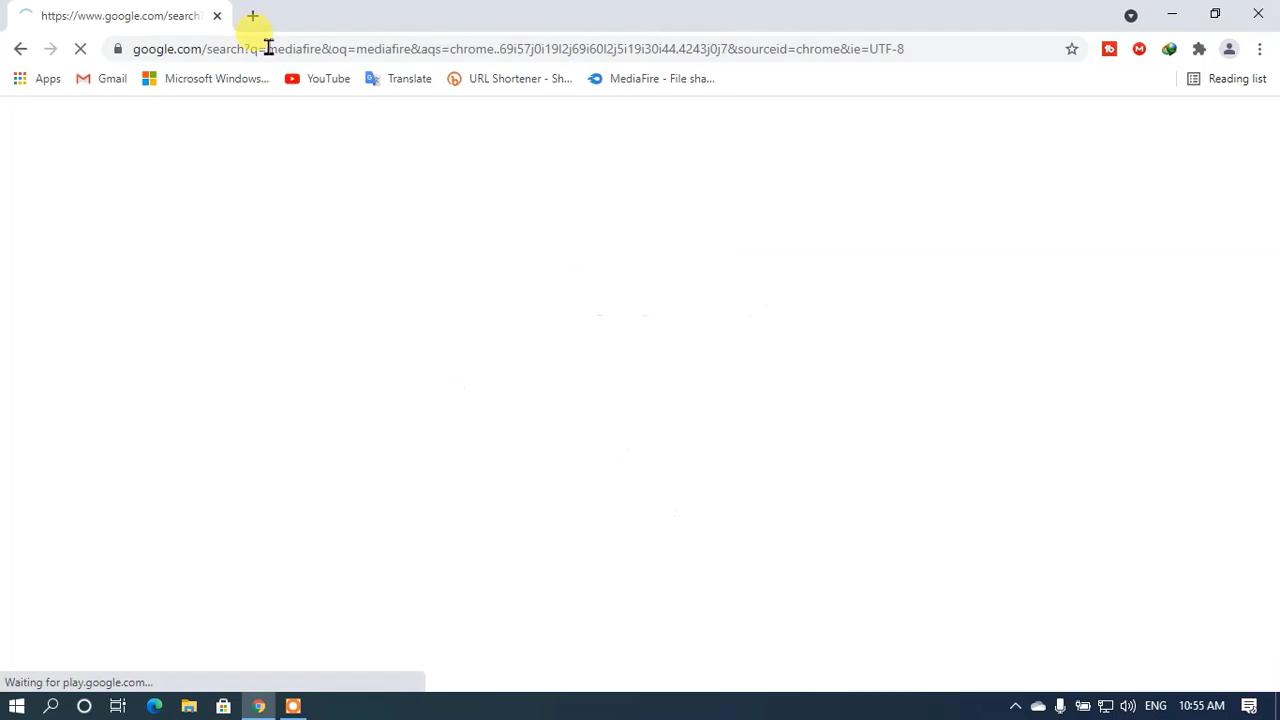 https://www.google.com/search?
google.com/search?q=mediafire&oq=mediafire&aqs=chrome..69i57j0i19l2j69i60l2j5i19i30i44.4243j0j7&sourceid=chrome&ie=UTF-8
Apps Gmail Microsoft Windows... YouTube Translate URL Shortener - Sh... MediaFire - File sha... Reading list
Waiting for play.google.com...
ENG 10:55 AM